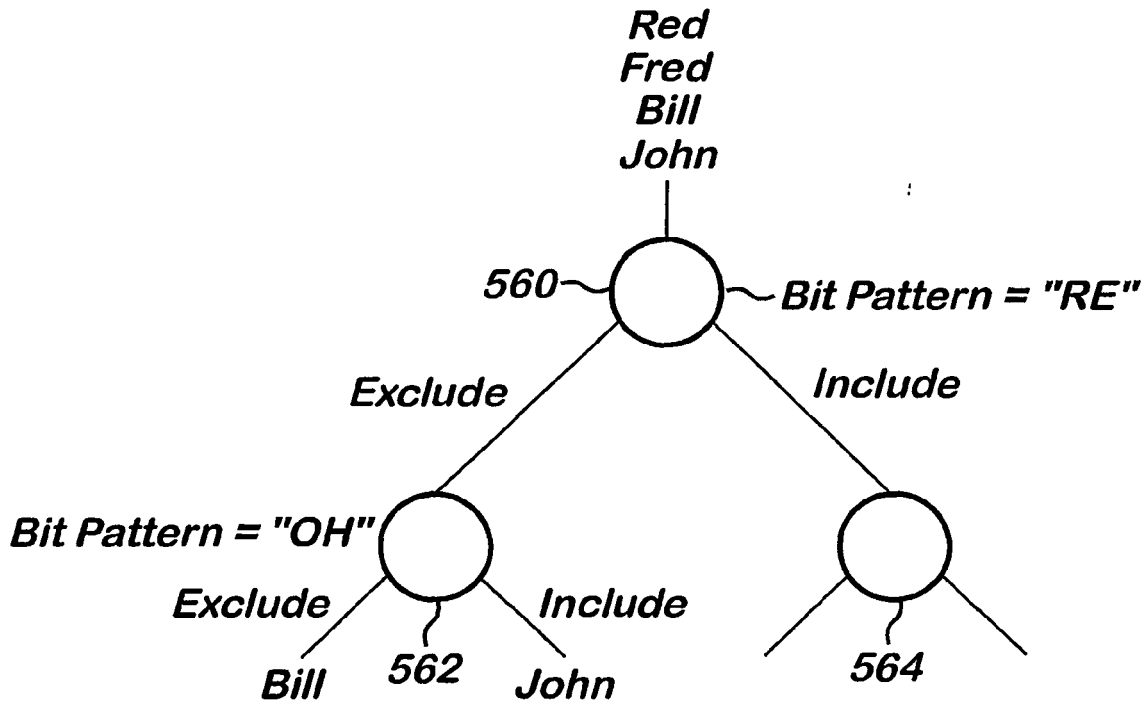 Red
Fred
Bill
John
560
Bit Pattern = "RE"
Exclude
Include
Bit Pattern = "OH"
Exclude
Include
Bill
562
John
564